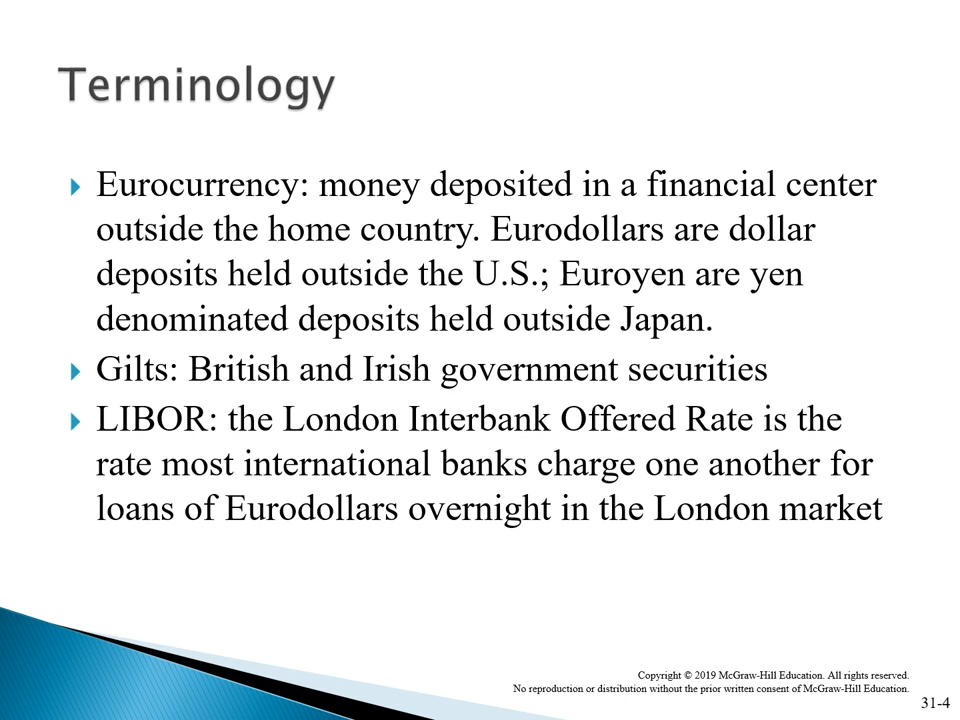 Terminology
Eurocurrency: money deposited in a financial center
outside the home country. Eurodollars are dollar
deposits held outside the U.S.; Euroyen are yen
denominated deposits held outside Japan.
Gilts: British and Irish government securities
LIBOR: the London Interbank Offered Rate is the
rate most international banks charge one another for
loans of Eurodollars overnight in the London market
Copyright © 2019 McGraw-Hill Education. All rights reserved.
No reproduction or distribution without the prior written consent of McGraw-Hill Education.
31-4